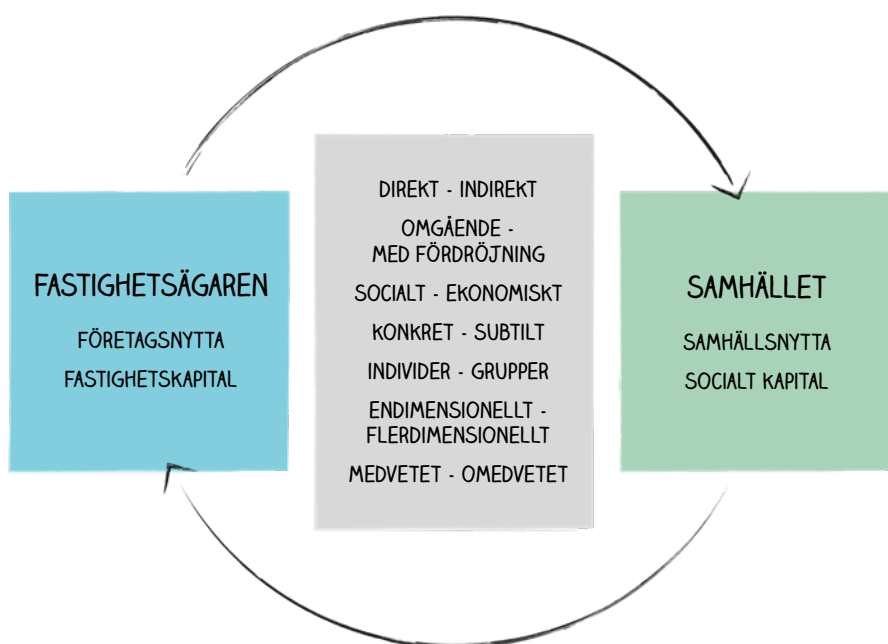 FASTIGHETSÄGAREN
FÖRETAGSNYTTA
FASTIGHETSKAPITAL
DIREKT - INDIREKT
OMGÅENDE -
MED FÖRDRÖJNING
SOCIALT - EKONOMISKT
KONKRET - SUBTILT
INDIVIDER - GRUPPER
ENDIMENSIONELLT -
FLERDIMENSIONELLT
MEDVETET - OMEDVETET
SAMHÄLLET
SAMHÄLLSNYTTA
SOCIALT KAPITAL